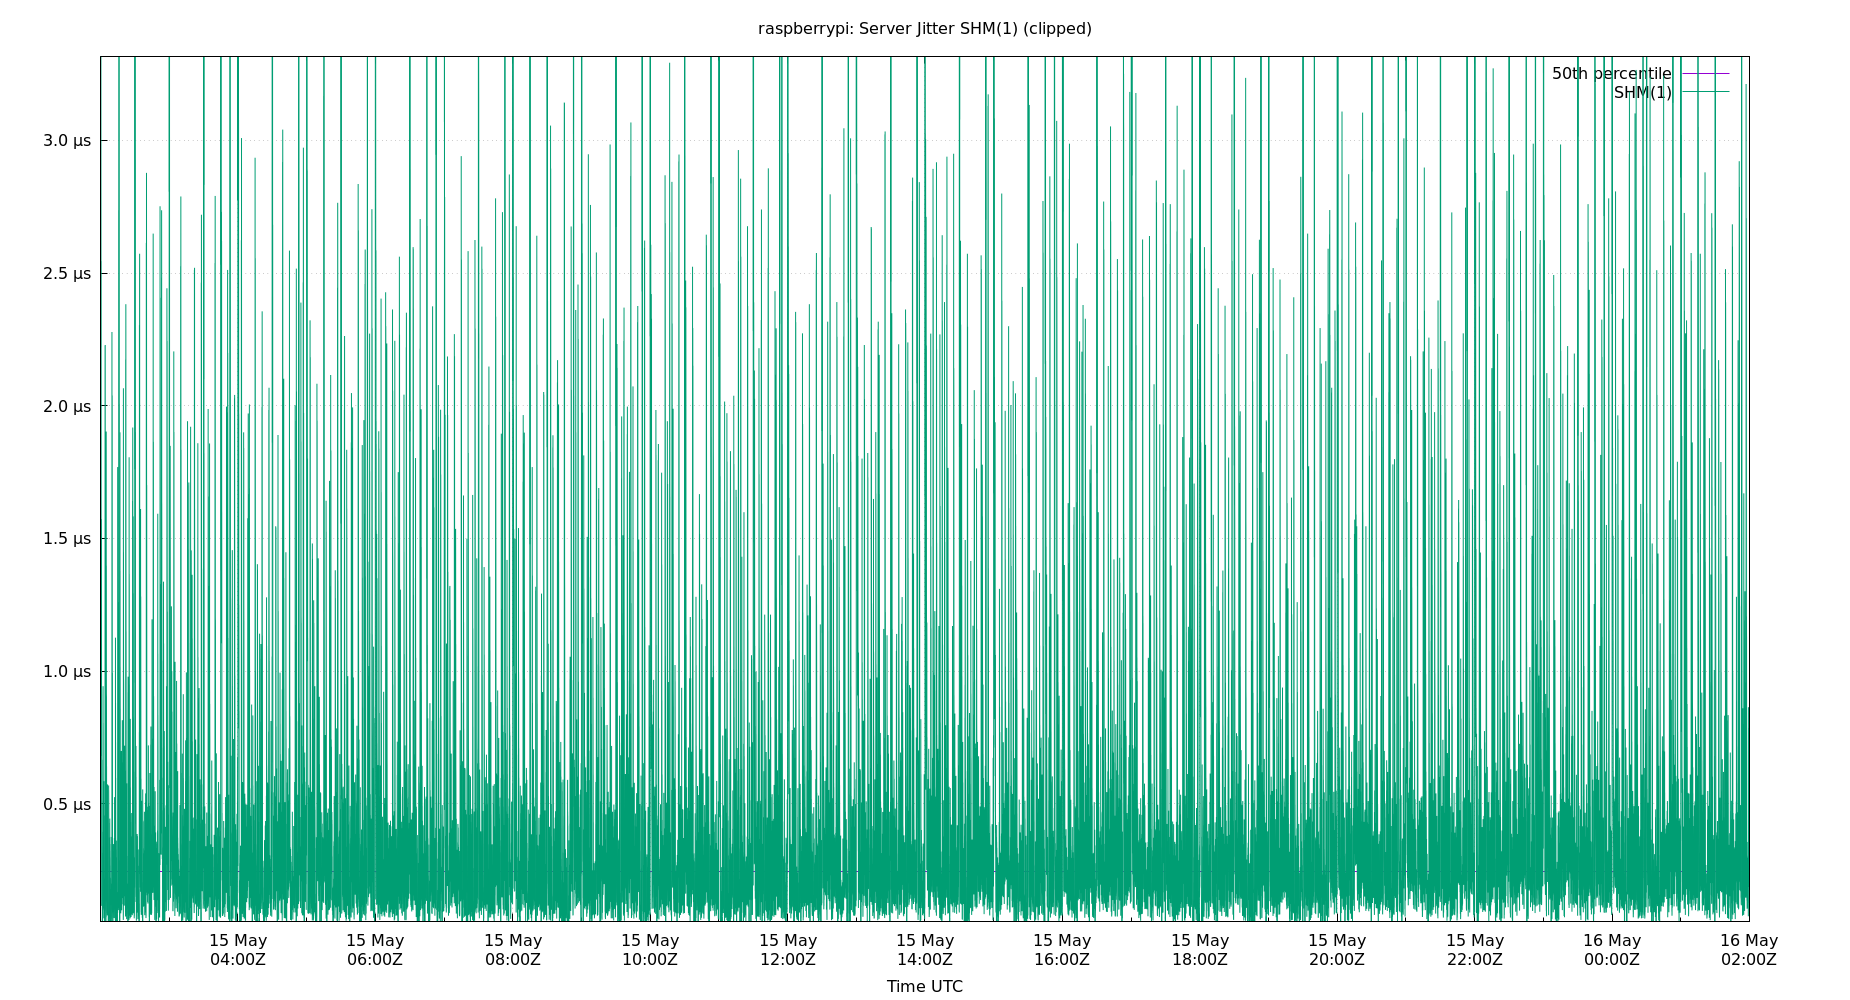 raspberrypi: Server Jitter SHM(1) (clipped)
50th percentile
SHM(1)
3.0 µs
2.5 µs
2.0 µs
1.5 µs
1.0 µs
0.5 µs
15 May 15 May 15 May 15 May 15 May 15 May 15 May 15 May 15 May 15 May 16 May 16 May
04:00Z 06:00Z 08:00Z 10:00Z 12:00Z 14:00Z 16:00Z 18:00Z 20:00Z 22:00Z 00:00Z 02:00Z
Time UTC